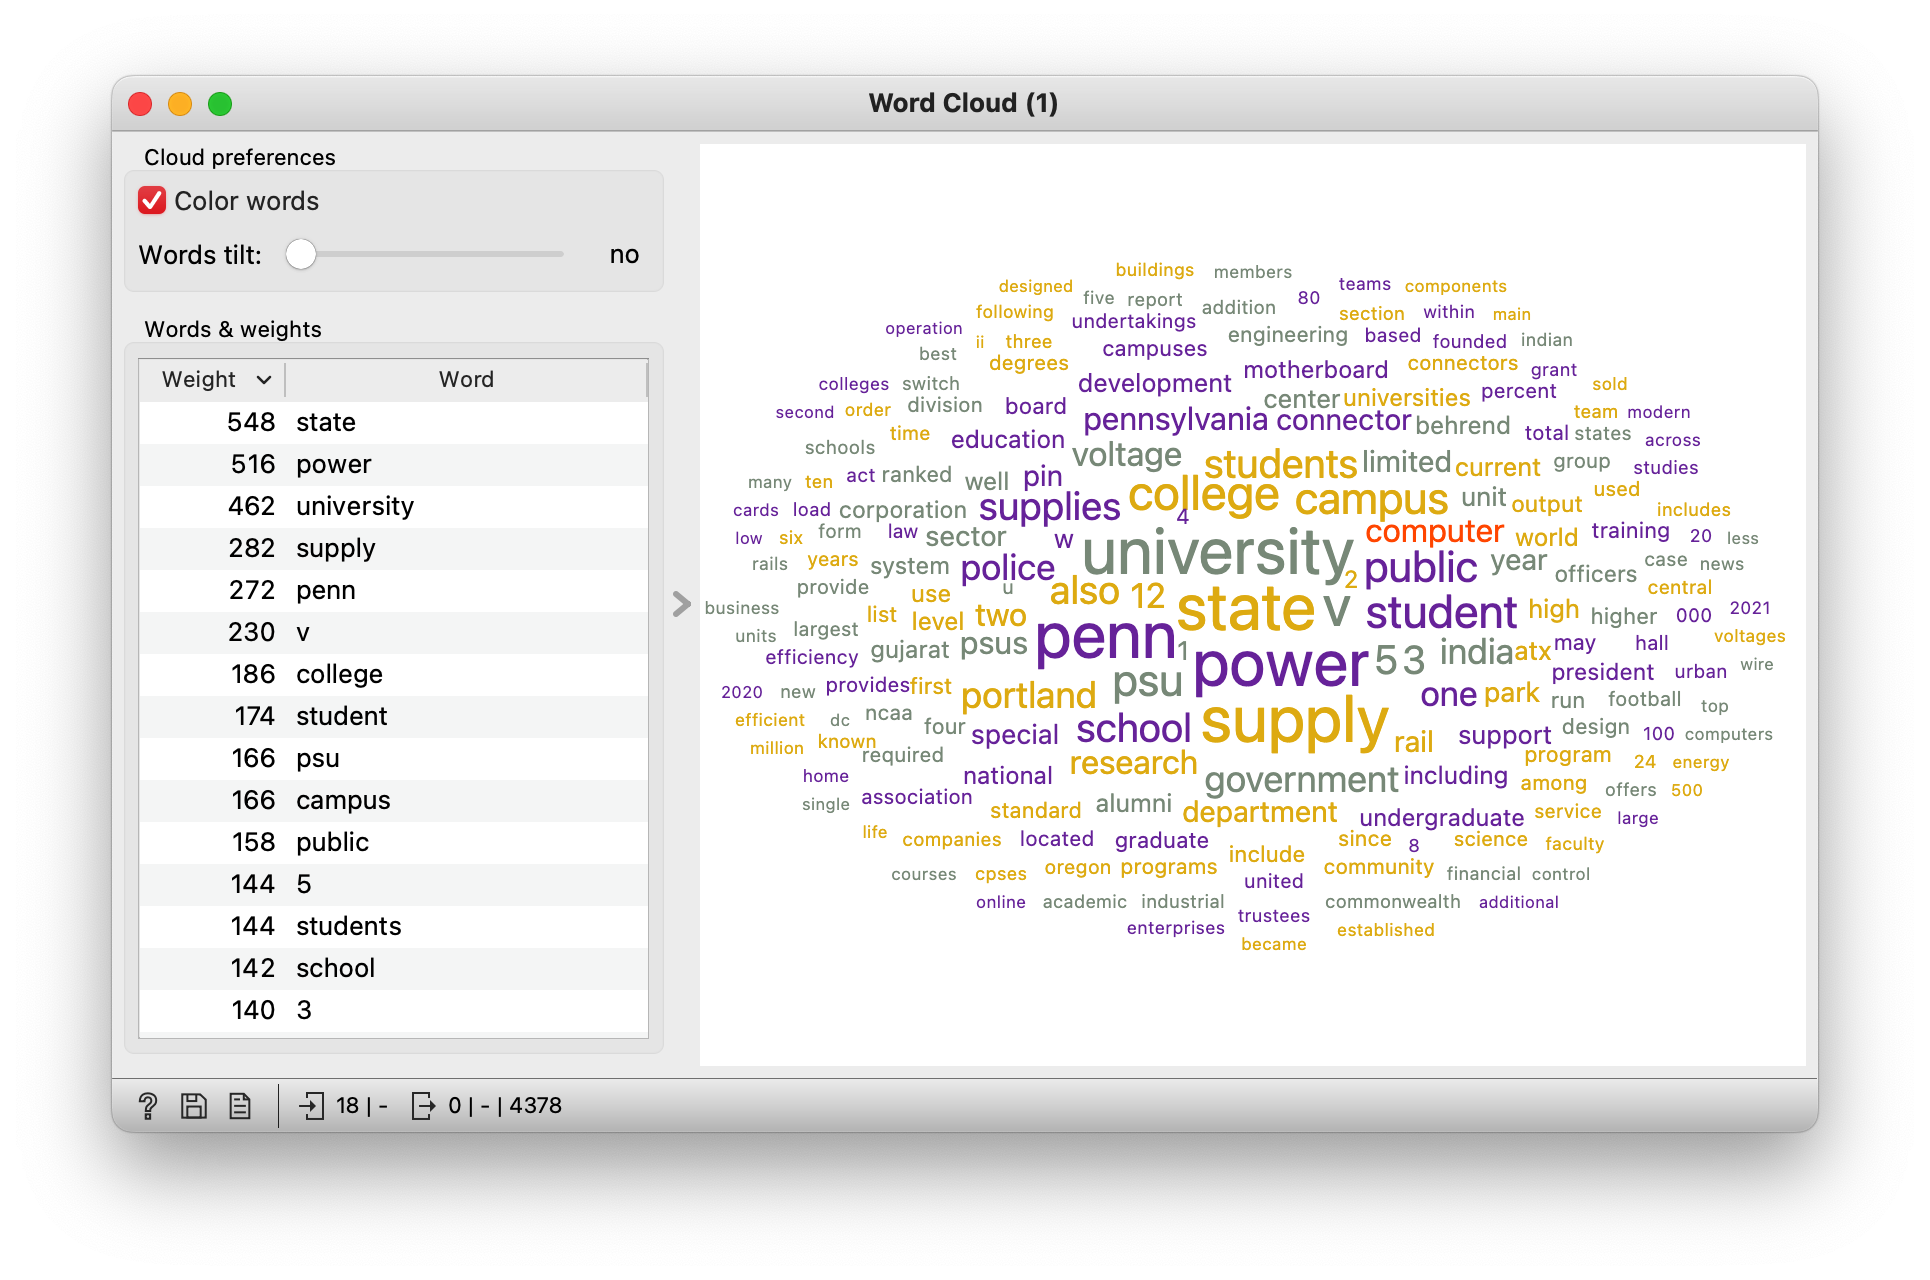 Word Cloud (1)
Cloud preferences
Color words
Words tilt: no
Words & weights
Weight Word
548 state
516 power
462 university
282 supply
272 penn
230 v
186 college
174 student
166 psu
166 campus
158 public
144 5
144 students
142 school
140 3
buildings members
designed five report addition 80 teams components
following undertakings section within main
operation ii three campuses engineering based founded indian
best degrees motherboard connectors grant
colleges switch development center universities percent sold
second order division board pennsylvania connector behrend team modern
time education total states across
schools voltage students limited current group studies
many ten act ranked well pin college campus unit output used
cards load corporation supplies 4 includes
low six form law sector w university computer world training 20 less
rails years system police 2 public year officers case news
provide u also 12 central
business use state v student high higher 000 2021
units largest list level two penn 1 voltages
efficiency gujarat psus power 5 3 india atx may hall wire
2020 new provides first portland psu one park president urban
efficient dc ncaa four special school supply run football top
million known required rail support design 100 computers
home national research government including program 24 energy
single association standard alumni department among offers 500
life companies located graduate undergraduate service large
since 8 science faculty
courses cpses oregon programs include community financial control
united
online academic industrial trustees commonwealth additional
enterprises became established
? 18 | - 0 | - | 4378